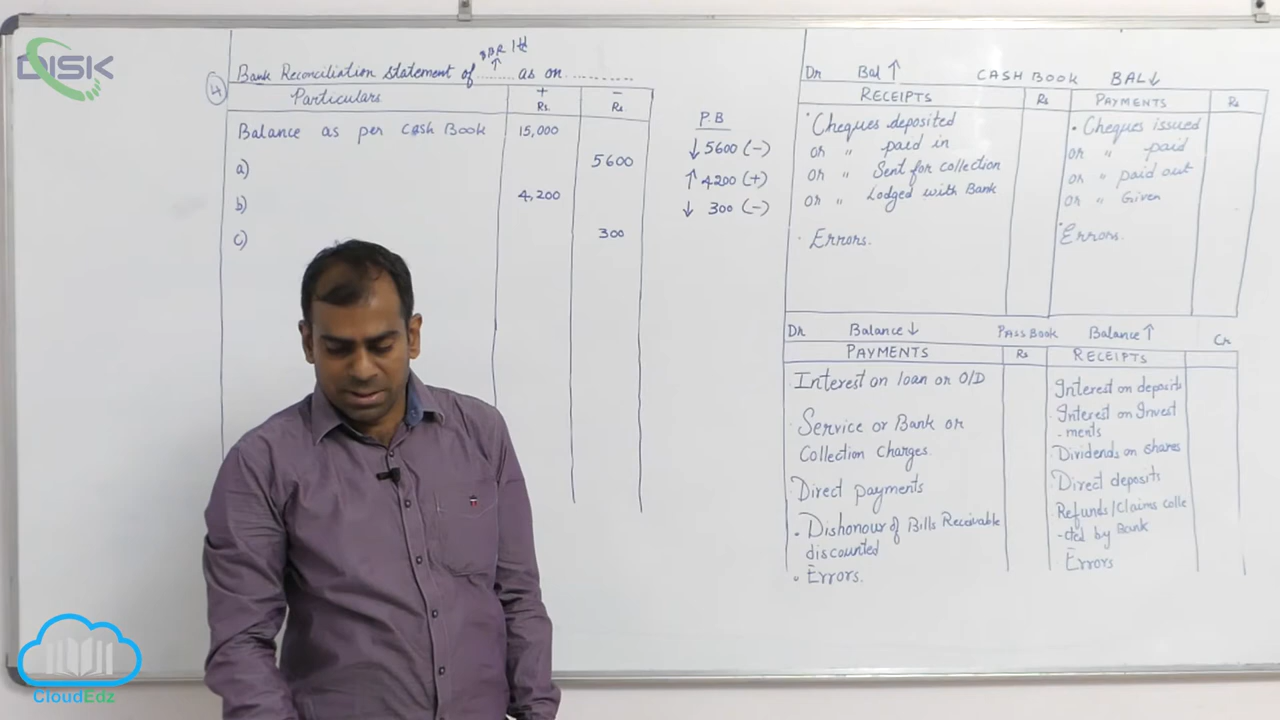 DISK
BBR ltd
↑
Bank Reconciliation Statement of ........ as on ..........
4
Particulars + Rs. - Rs
Balance as per Cash Book 15,000
a) 5600
b) 4,200
c) 300
P.B
↓ 5600 (-)
↑ 4200 (+)
↓ 300 (-)
Dr Bal ↑ CASH BOOK BAL↓
RECEIPTS Rs PAYMENTS Rs
· Cheques deposited
or " paid in
or " Sent for collection
or " Lodged with Bank
· Errors.
· Cheques issued
or " paid
or " paid out
or " Given
· Errors.
Dr Balance ↓ PASS BOOK Balance ↑ Cr
PAYMENTS Rs RECEIPTS
Interest on loan or O/D
· Service or Bank or
Collection Charges.
· Direct payments
· Dishonour of Bills Receivable
discounted
· Errors.
· Interest on deposits
· Interest on Invest
-ments
· Dividends on shares
· Direct deposits
Refunds/Claims colle
-cted by Bank
Errors
CloudEdz